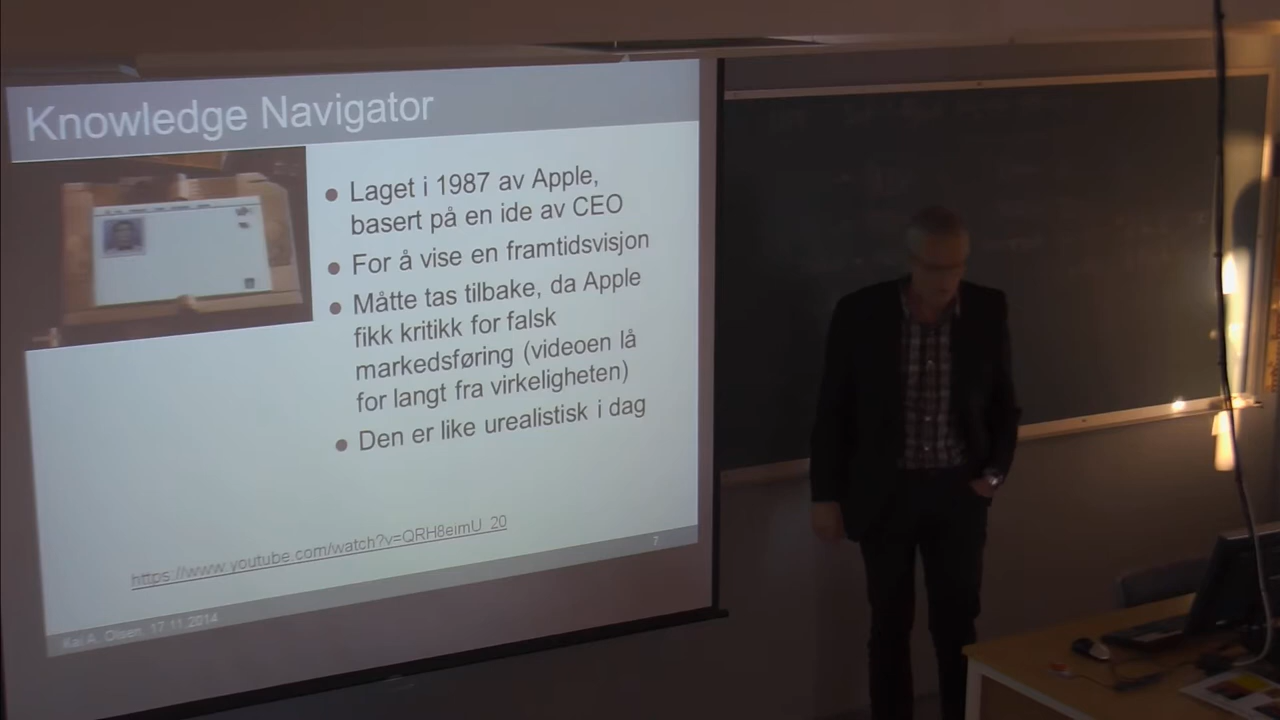 Knowledge Navigator
Laget i 1987 av Apple,
basert på en ide av CEO
For å vise en framtidsvisjon
Måtte tas tilbake, da Apple
fikk kritikk for falsk
markedsføring (videoen lå
for langt fra virkeligheten)
Den er like urealistisk i dag
https://www.youtube.com/watch?v=QRH8eimU_20
7
Kai A. Olsen, 17.11.2014